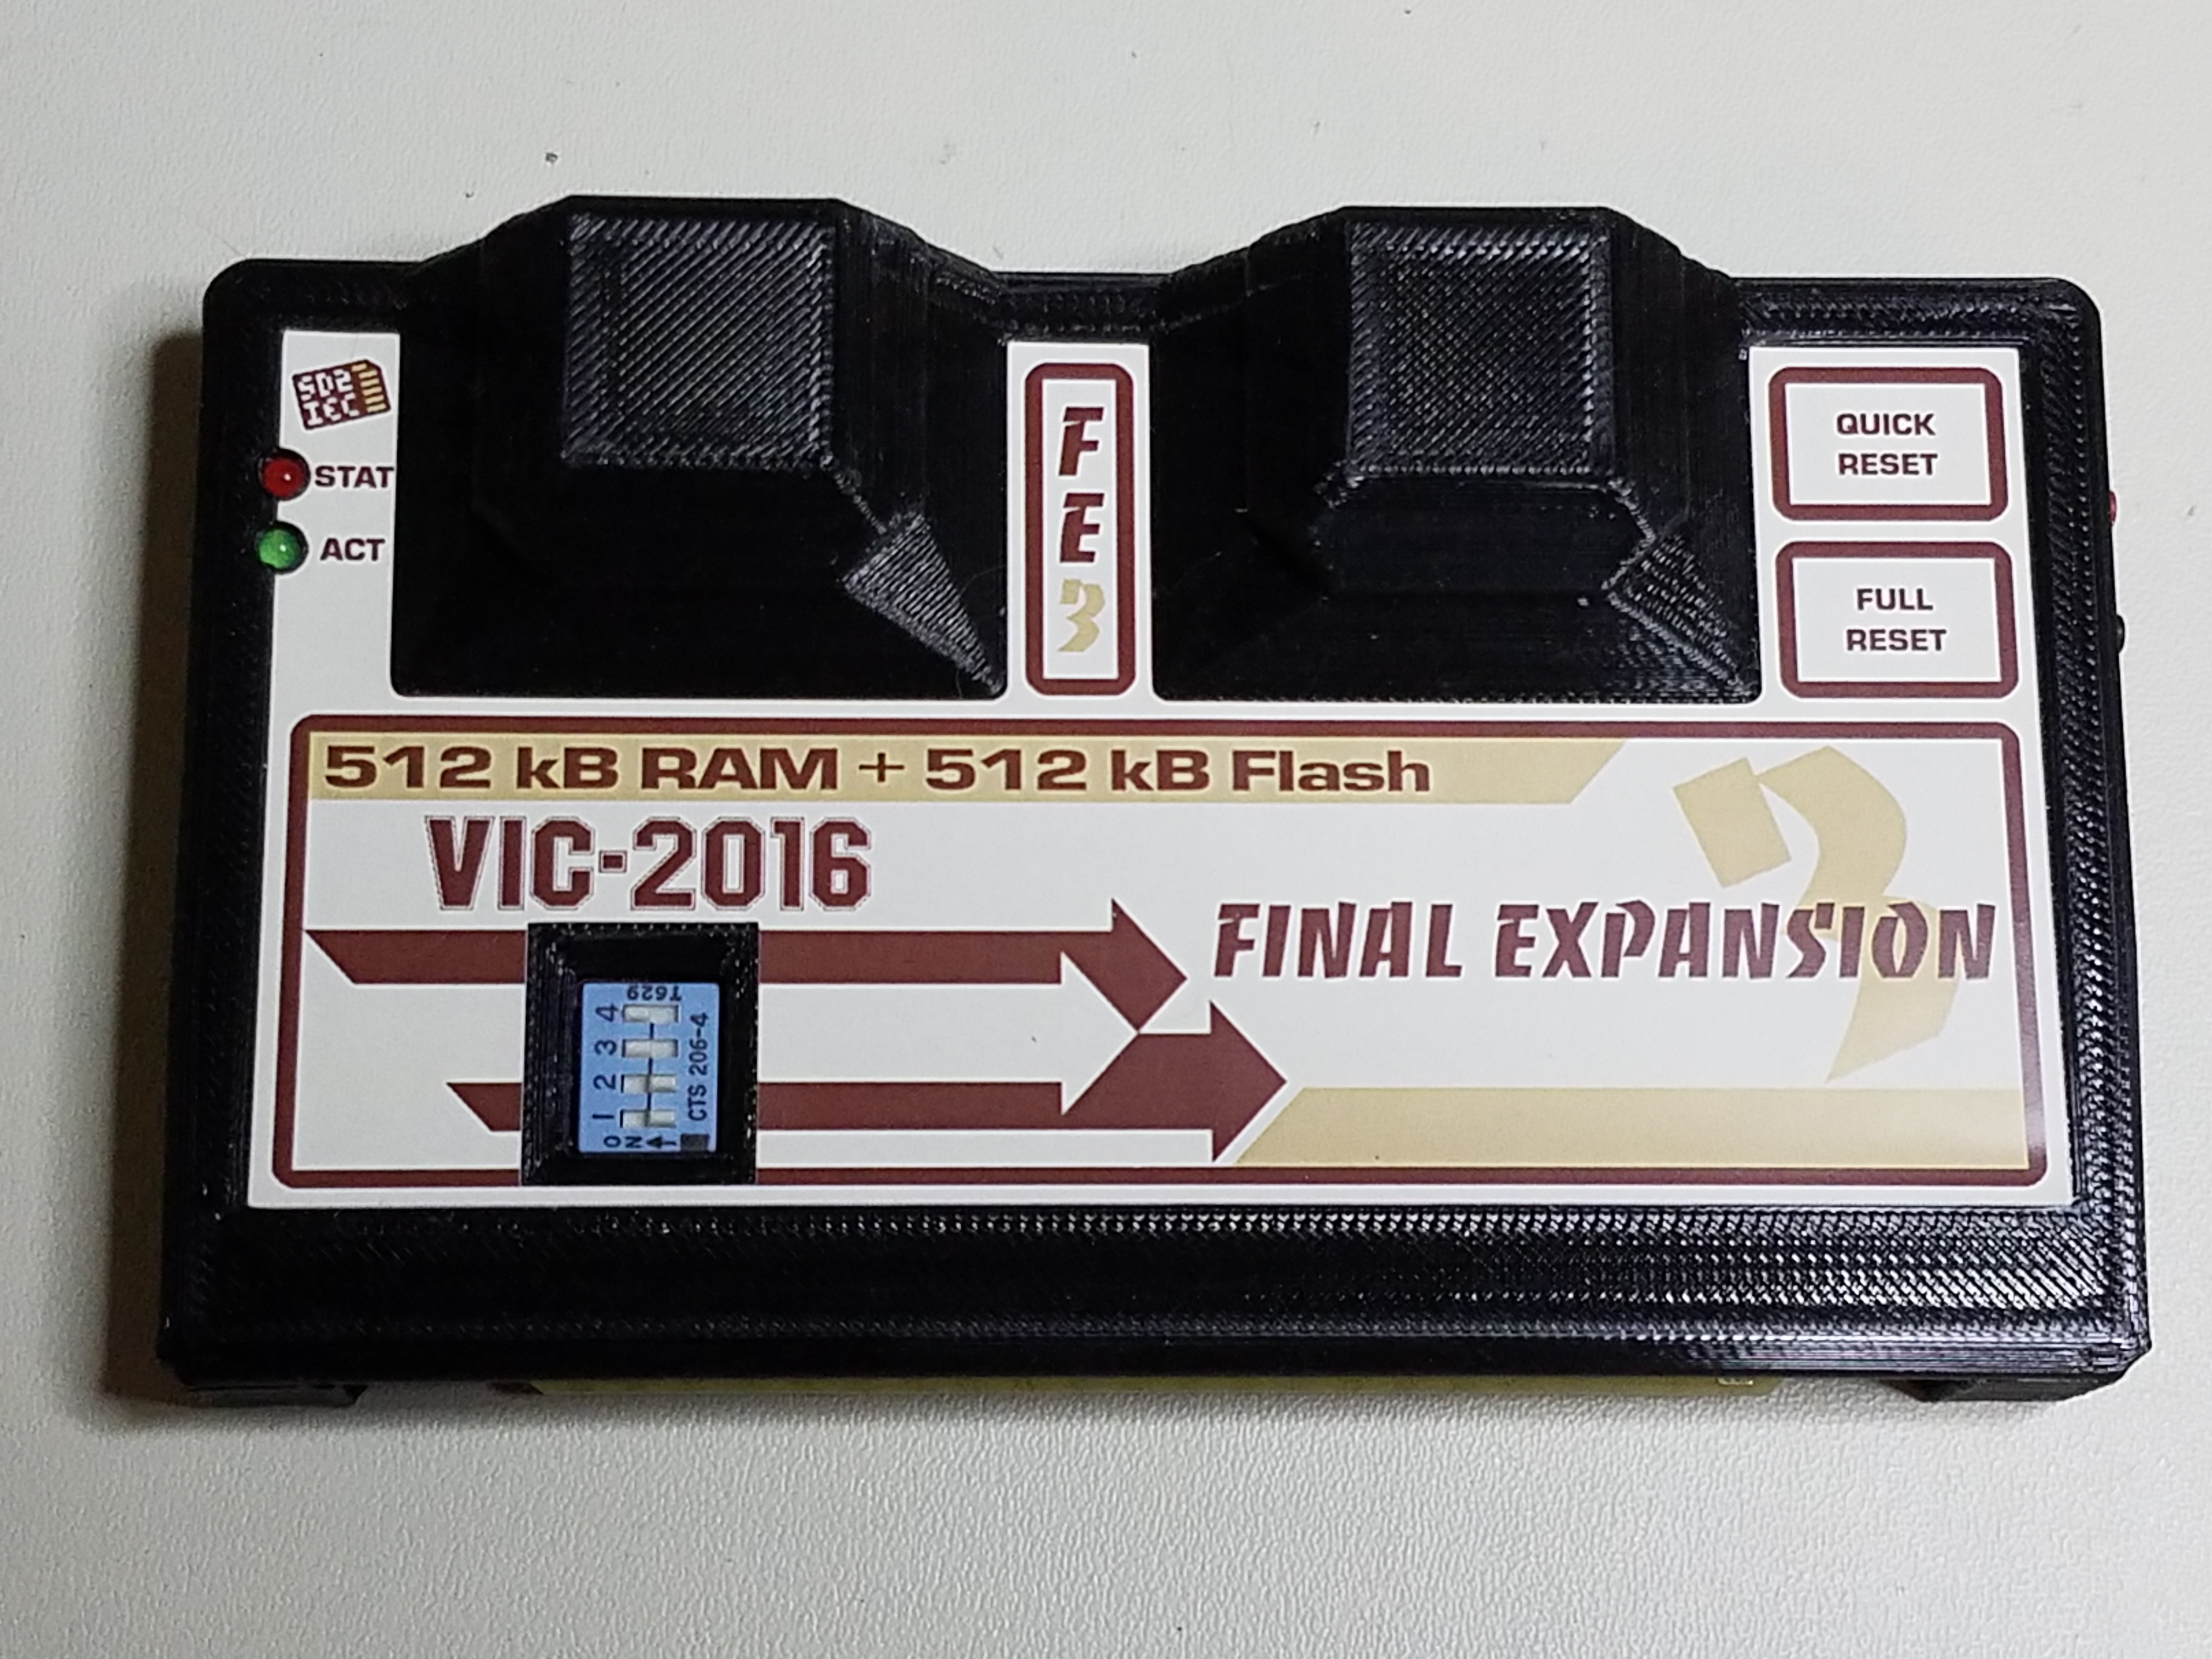 SD2
IEC
STAT
ACT
FE3
QUICK
RESET
FULL
RESET
512 kB RAM + 512 kB Flash
VIC-2016
3
FINAL EXPANSION
1 2 3 4
ON
CTS 206-4
T629